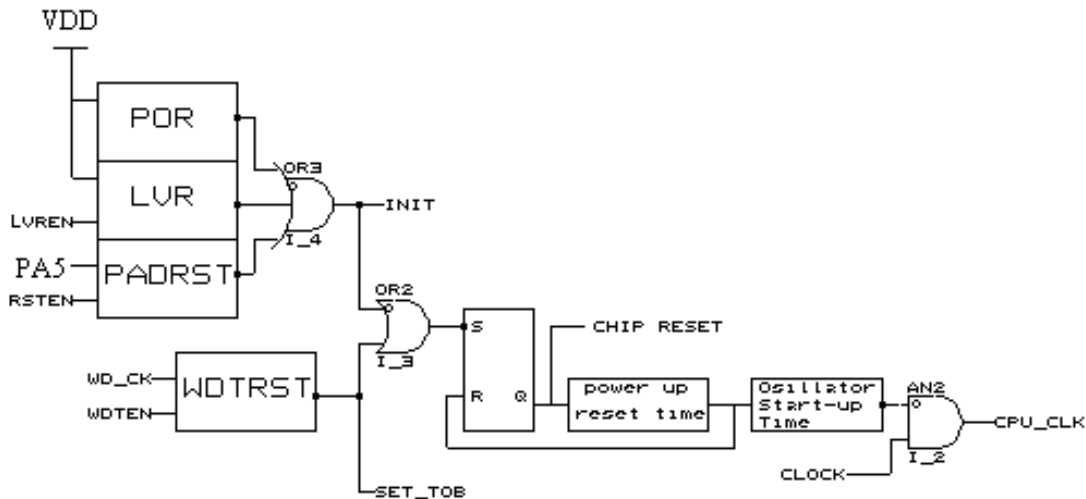 VDD
POR
OR3
LVR
INIT
LVREN
I_4
PA5
PADRST
RSTEN
OR2
S
CHIP RESET
I_3
WD_CK
WDTRST
WDTEN
R
Q
power up
reset time
Osillator
Start-up
Time
AN2
CPU_CLK
I_2
CLOCK
SET_TOB